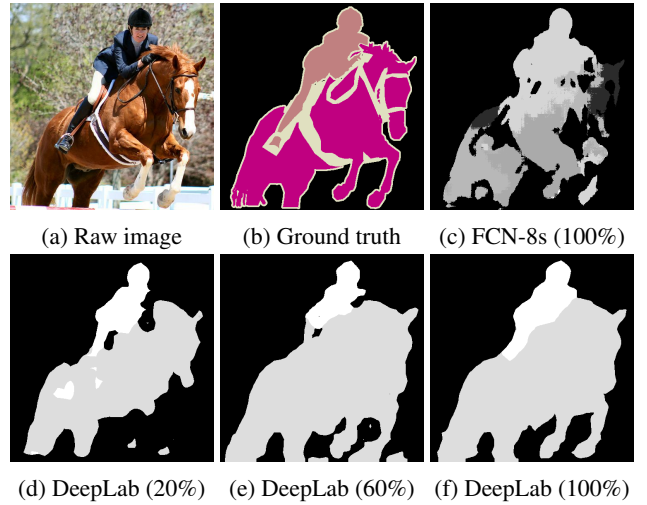 (a) Raw image (b) Ground truth (c) FCN-8s (100%)
(d) DeepLab (20%) (e) DeepLab (60%) (f) DeepLab (100%)